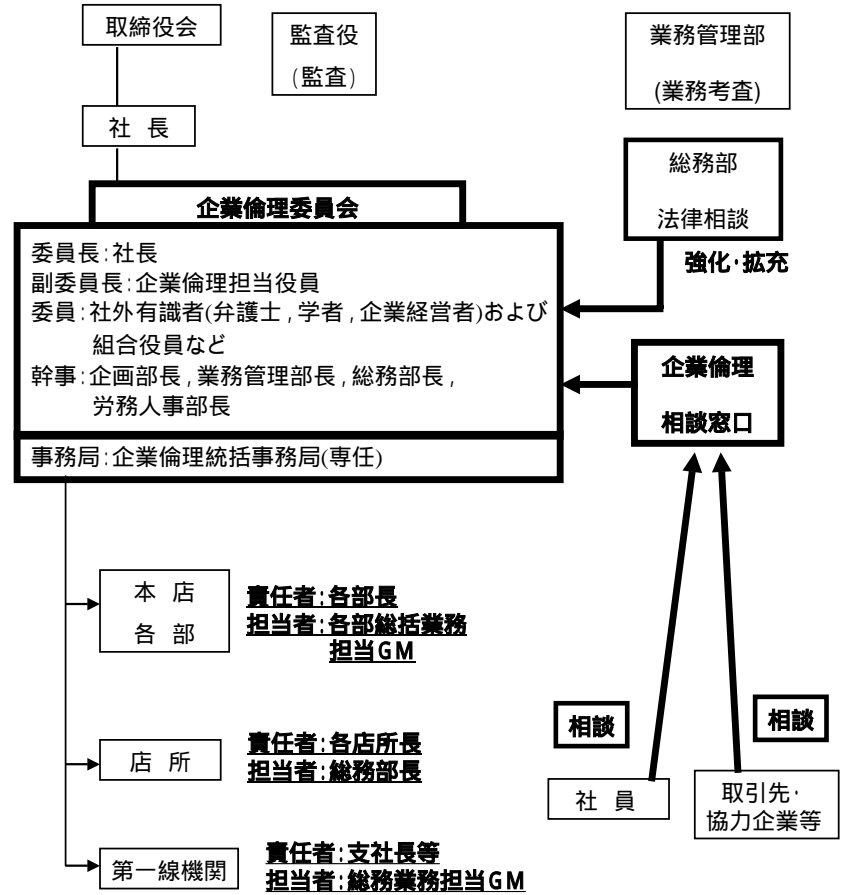 取締役会
監査役
(監査)
業務管理部
(業務考査)
社 長
総務部
法律相談
企業倫理委員会
強化・拡充
委員長:社長
副委員長:企業倫理担当役員
委員:社外有識者(弁護士,学者,企業経営者)および
組合役員など
幹事:企画部長,業務管理部長,総務部長,
労務人事部長
事務局:企業倫理統括事務局(専任)
企業倫理
相談窓口
本 店
各 部
責任者:各部長
担当者:各部総括業務
担当GM
店 所
責任者:各店所長
担当者:総務部長
第一線機関
責任者:支社長等
担当者:総務業務担当GM
相談
相談
社 員
取引先・
協力企業等